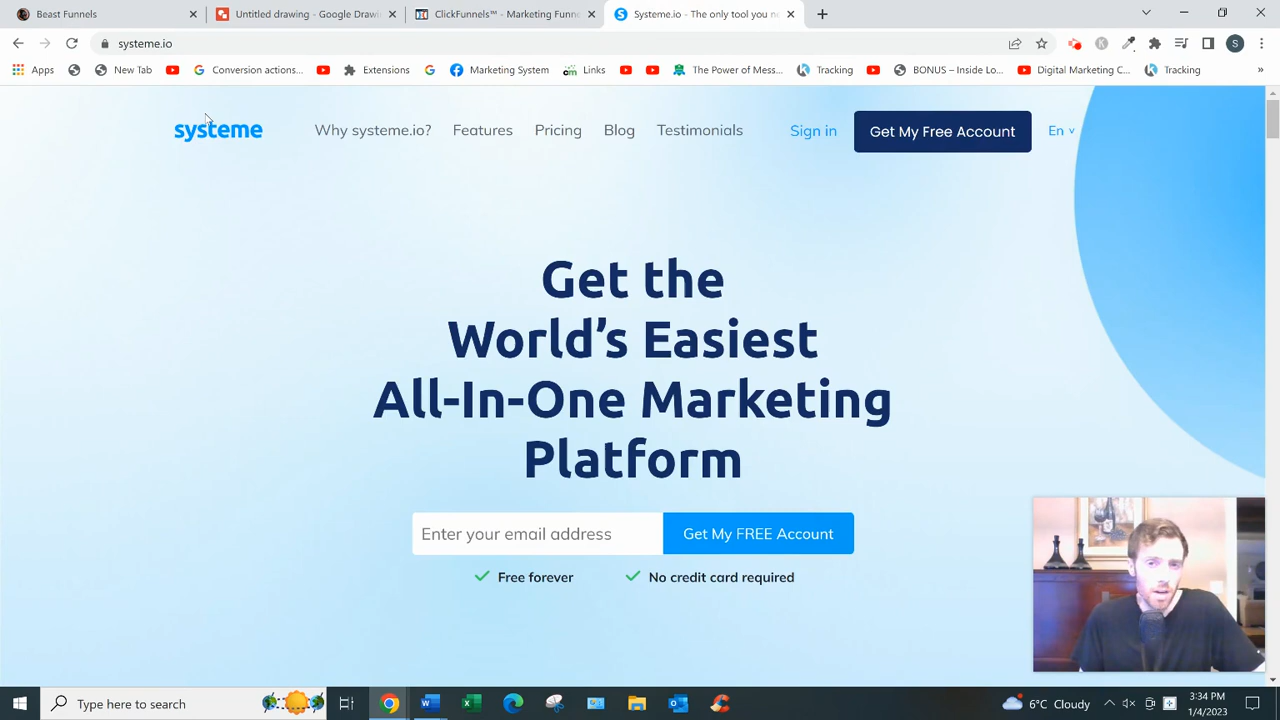 Beast Funnels
Untitled drawing - Google Drawi
ClickFunnels™ - Marketing Funne
Systeme.io - The only tool you ne
systeme.io
Apps
New Tab
Conversion action...
Extensions
Marketing System
Links
The Power of Mess...
Tracking
BONUS – Inside Lo...
Digital Marketing C...
Tracking
»
systeme
Why systeme.io?
Features
Pricing
Blog
Testimonials
Sign in
Get My Free Account
En
Get the
World's Easiest
All-In-One Marketing
Platform
Enter your email address
Get My FREE Account
Free forever
No credit card required
Type here to search
6°C Cloudy
3:34 PM
1/4/2023